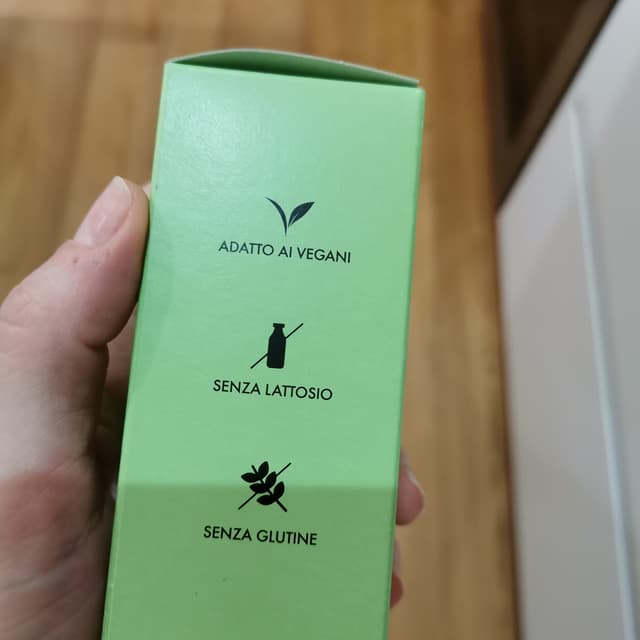 ADATTO AI VEGANI
SENZA LATTOSIO
SENZA GLUTINE